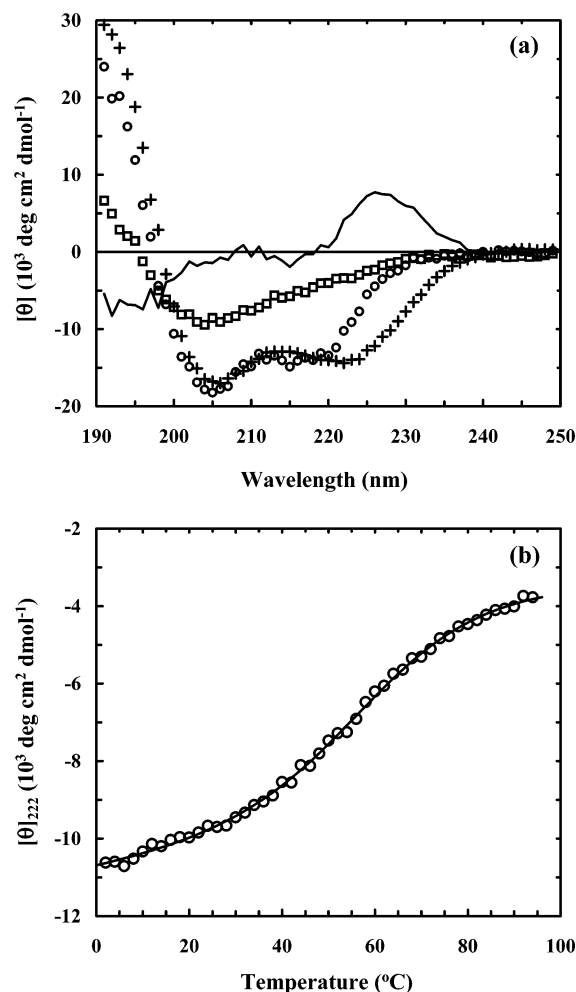 (a)
30
20
10
0
-10
-20
[θ] (10³ deg cm² dmol⁻¹)
190 200 210 220 230 240 250
Wavelength (nm)
(b)
-2
-4
-6
-8
-10
-12
[θ]₂₂₂ (10³ deg cm² dmol⁻¹)
0 20 40 60 80 100
Temperature (ºC)